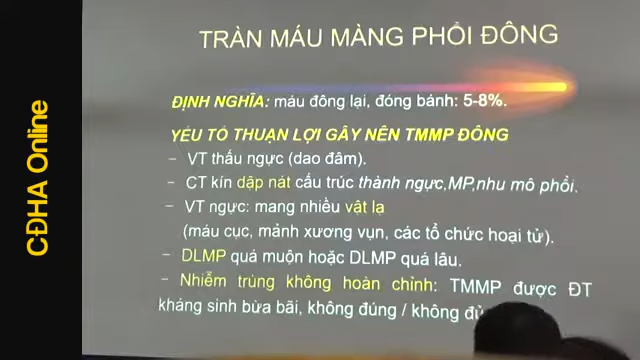 CĐHA Online
TRÀN MÁU MÀNG PHỔI ĐÔNG
ĐỊNH NGHĨA: máu đông lại, đóng bánh: 5-8%.
YẾU TỐ THUẬN LỢI GÂY NÊN TMMP ĐÔNG
– VT thấu ngực (dao đâm).
– CT kín dập nát cấu trúc thành ngực,MP,nhu mô phổi.
– VT ngực: mang nhiều vật lạ
(máu cục, mảnh xương vụn, các tổ chức hoại tử).
– DLMP quá muộn hoặc DLMP quá lâu.
– Nhiễm trùng không hoàn chỉnh: TMMP được ĐT
kháng sinh bừa bãi, không đúng / không